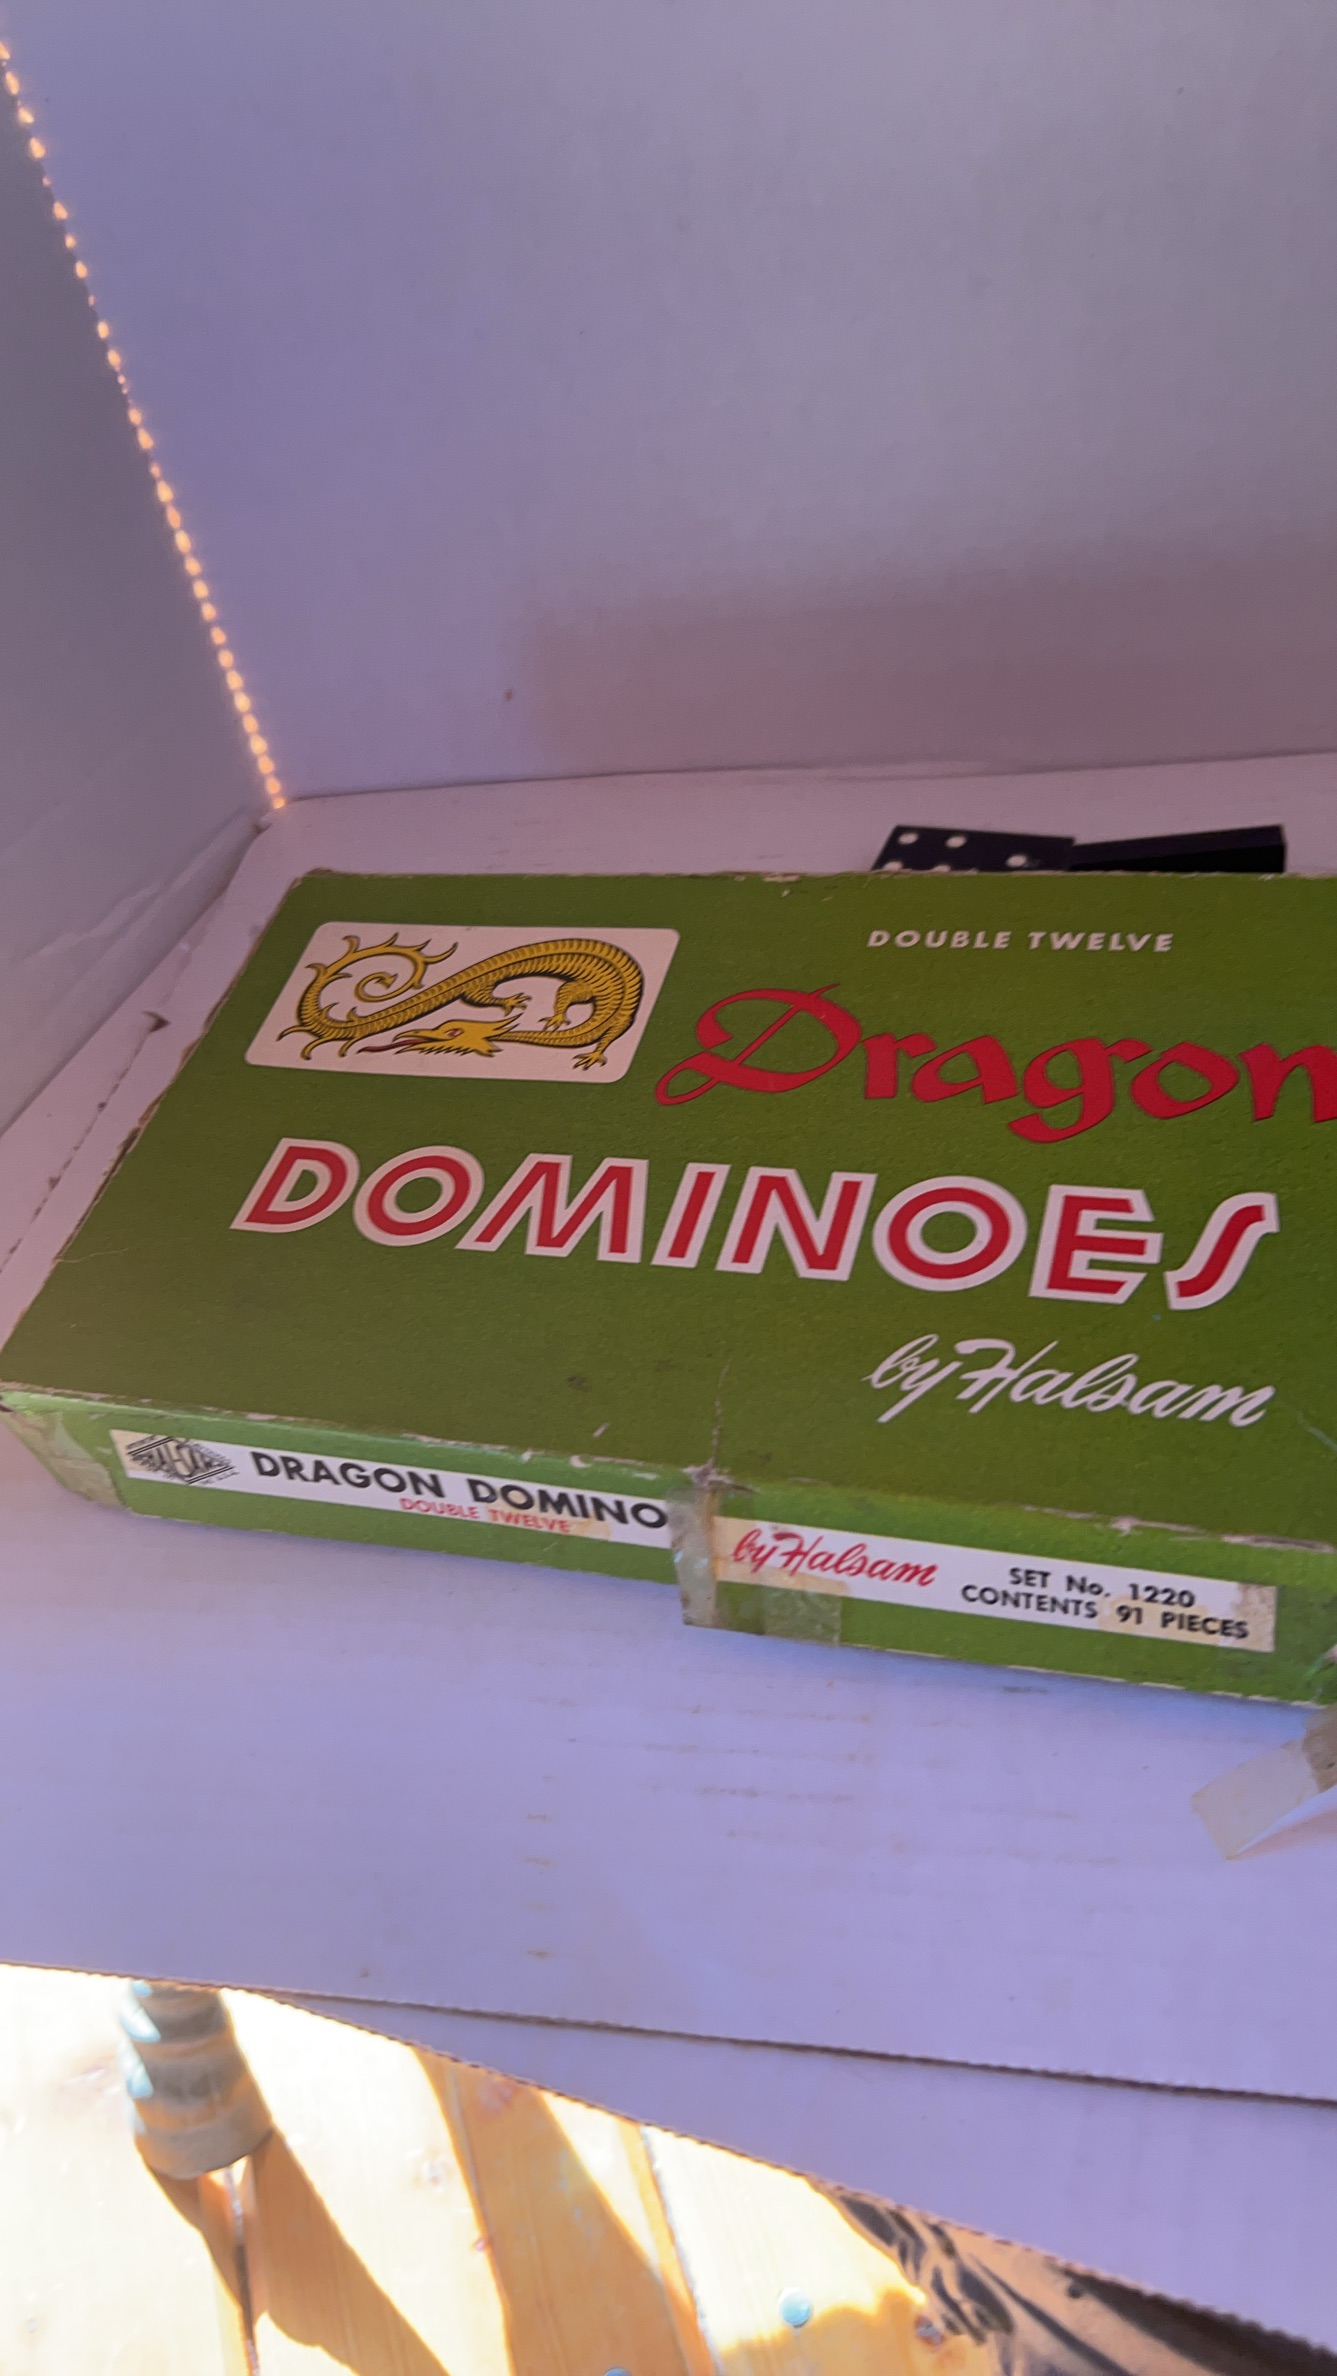 DOUBLE TWELVE
Dragon
DOMINOES
by Halsam
DRAGON DOMINO
DOUBLE TWELVE
by Halsam
SET No. 1220
CONTENTS 91 PIECES